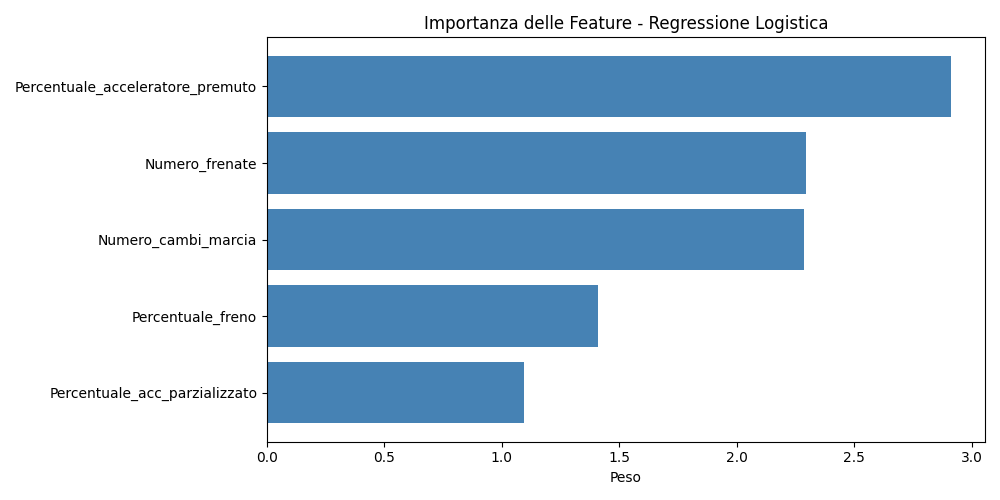 Importanza delle Feature - Regressione Logistica
Percentuale_acceleratore_premuto
Numero_frenate
Numero_cambi_marcia
Percentuale_freno
Percentuale_acc_parzializzato
0.0 0.5 1.0 1.5 2.0 2.5 3.0
Peso